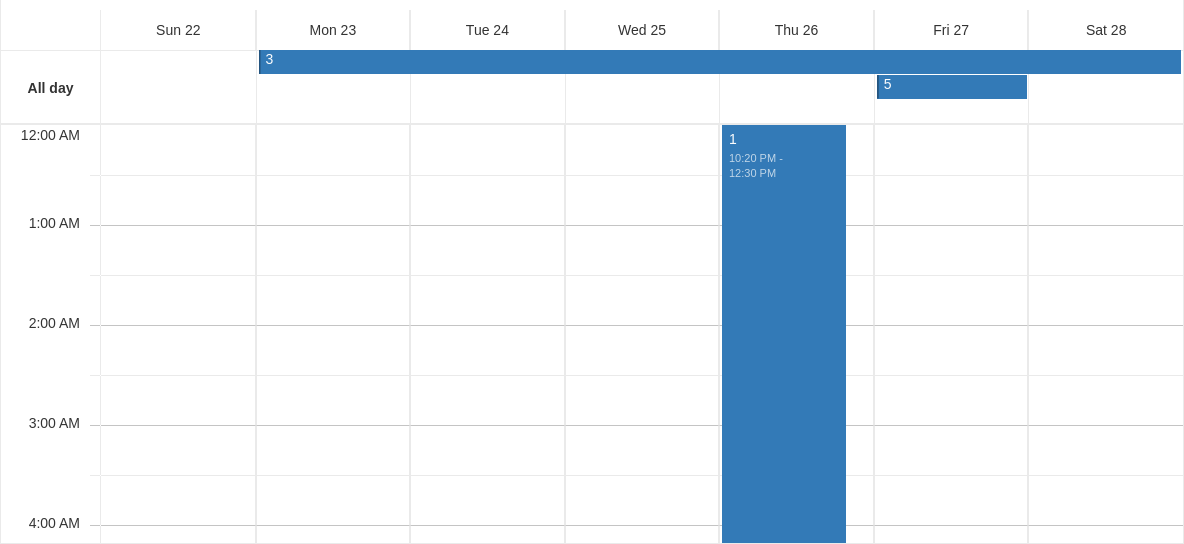 Sun 22
Mon 23
Tue 24
Wed 25
Thu 26
Fri 27
Sat 28
All day
3
5
12:00 AM
1
10:20 PM -
12:30 PM
1:00 AM
2:00 AM
3:00 AM
4:00 AM